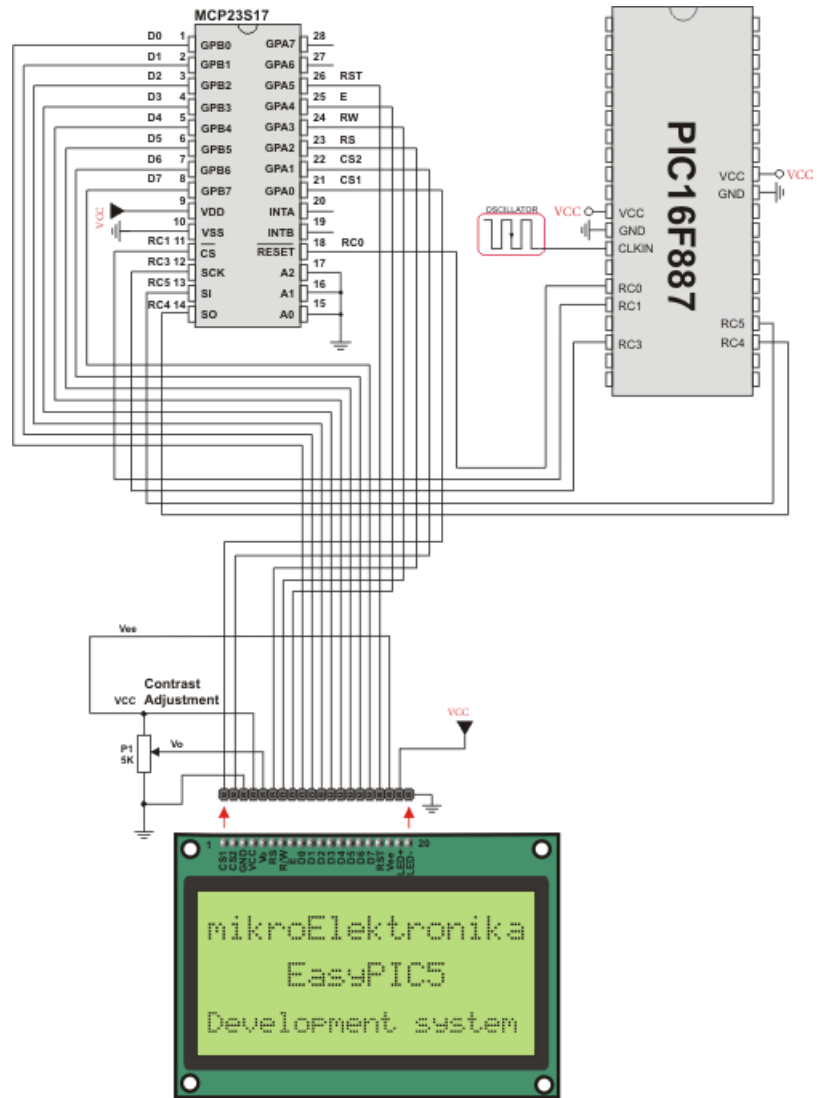 MCP23S17
D0 1 GPB0 GPA7 28
D1 2 GPB1 GPA6 27
D2 3 GPB2 GPA5 26 RST
D3 4 GPB3 GPA4 25 E
D4 5 GPB4 GPA3 24 RW
D5 6 GPB5 GPA2 23 RS
D6 7 GPB6 GPA1 22 CS2
D7 8 GPB7 GPA0 21 CS1
VCC 9 VDD INTA 20
10 VSS INTB 19
RC1 11 CS RESET 18 RC0
RC3 12 SCK A2 17
RC5 13 SI A1 16
RC4 14 SO A0 15
PIC16F887
VCC VCC
GND
OSCILLATOR
VCC VCC
GND
CLKIN
RC0
RC1
RC3
RC5
RC4
Vee
Contrast
Adjustment
VCC
P1
5K
Vo
VCC
1 20
CS1 CS2 GND VCC Vo RS R/W E D0 D1 D2 D3 D4 D5 D6 D7 RST Vee LED+ LED-
mikroElektronika
EasyPIC5
Development system